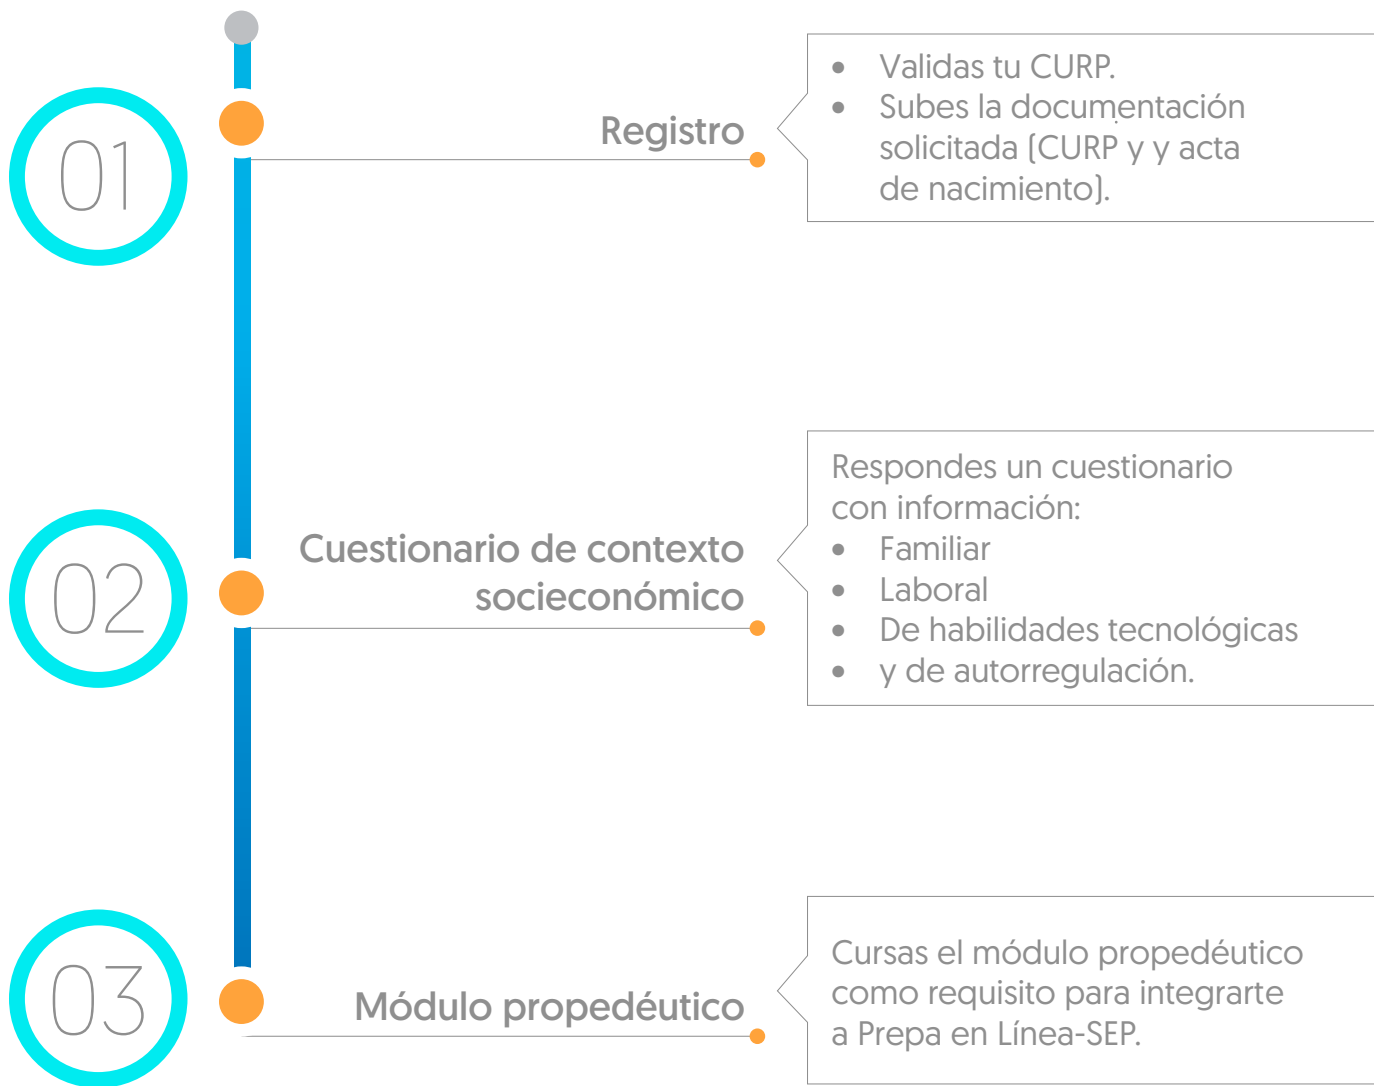 01
Registro
• Validas tu CURP.
• Subes la documentación
solicitada (CURP y y acta
de nacimiento).
02
Cuestionario de contexto
socieconómico
Respondes un cuestionario
con información:
• Familiar
• Laboral
• De habilidades tecnológicas
• y de autorregulación.
03
Módulo propedéutico
Cursas el módulo propedéutico
como requisito para integrarte
a Prepa en Línea-SEP.